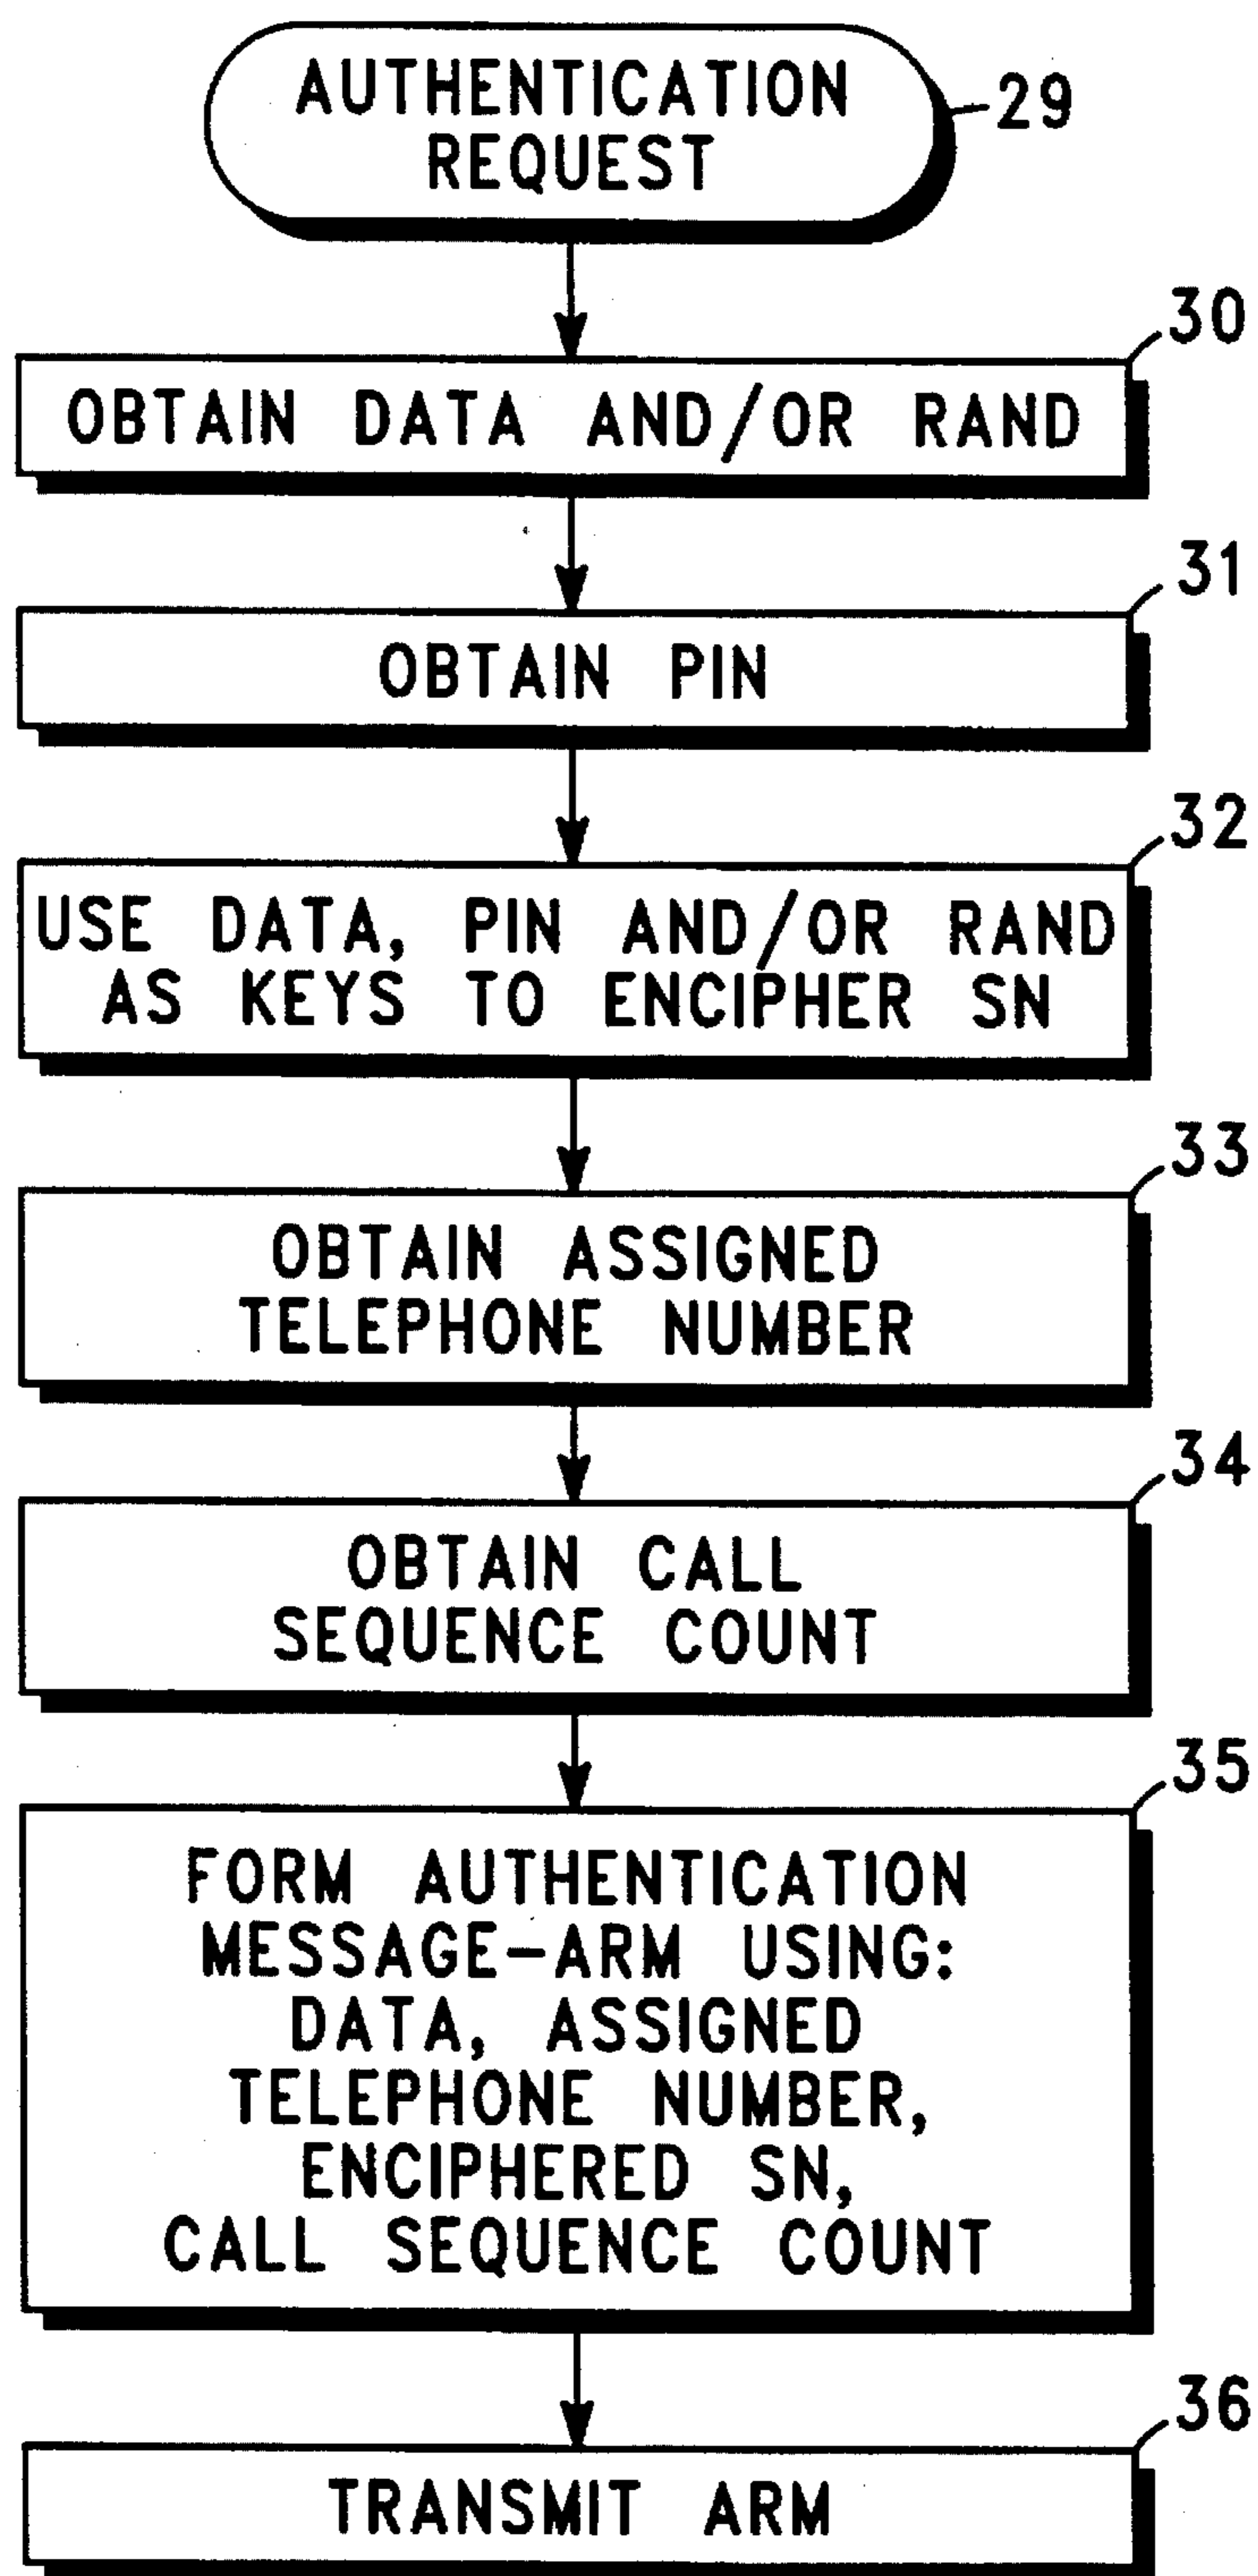 AUTHENTICATION
REQUEST
29
30
OBTAIN DATA AND/OR RAND
31
OBTAIN PIN
32
USE DATA, PIN AND/OR RAND
AS KEYS TO ENCIPHER SN
33
OBTAIN ASSIGNED
TELEPHONE NUMBER
34
OBTAIN CALL
SEQUENCE COUNT
35
FORM AUTHENTICATION
MESSAGE-ARM USING:
DATA, ASSIGNED
TELEPHONE NUMBER,
ENCIPHERED SN,
CALL SEQUENCE COUNT
36
TRANSMIT ARM